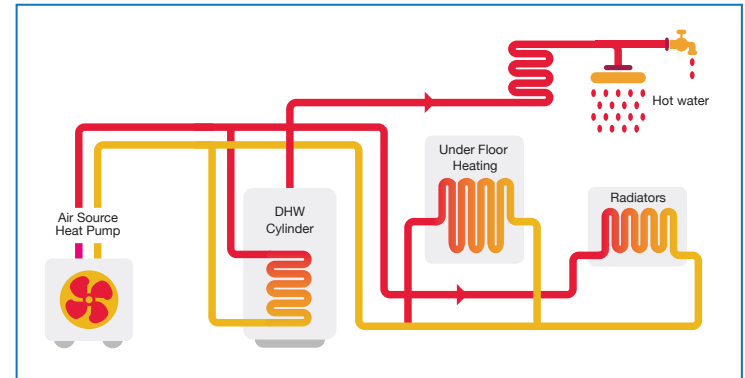 Hot water
Under Floor
Heating
Radiators
DHW
Cylinder
Air Source
Heat Pump